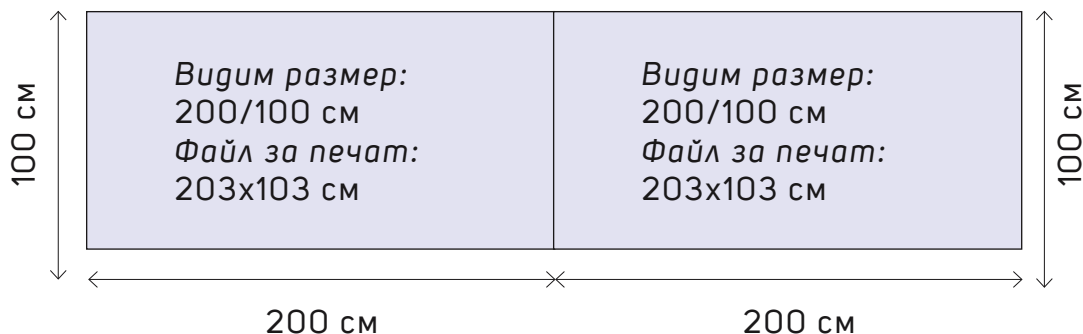 100 см
Видим размер:
200/100 см
Файл за печат:
203x103 см
Видим размер:
200/100 см
Файл за печат:
203x103 см
100 см
200 см
200 см